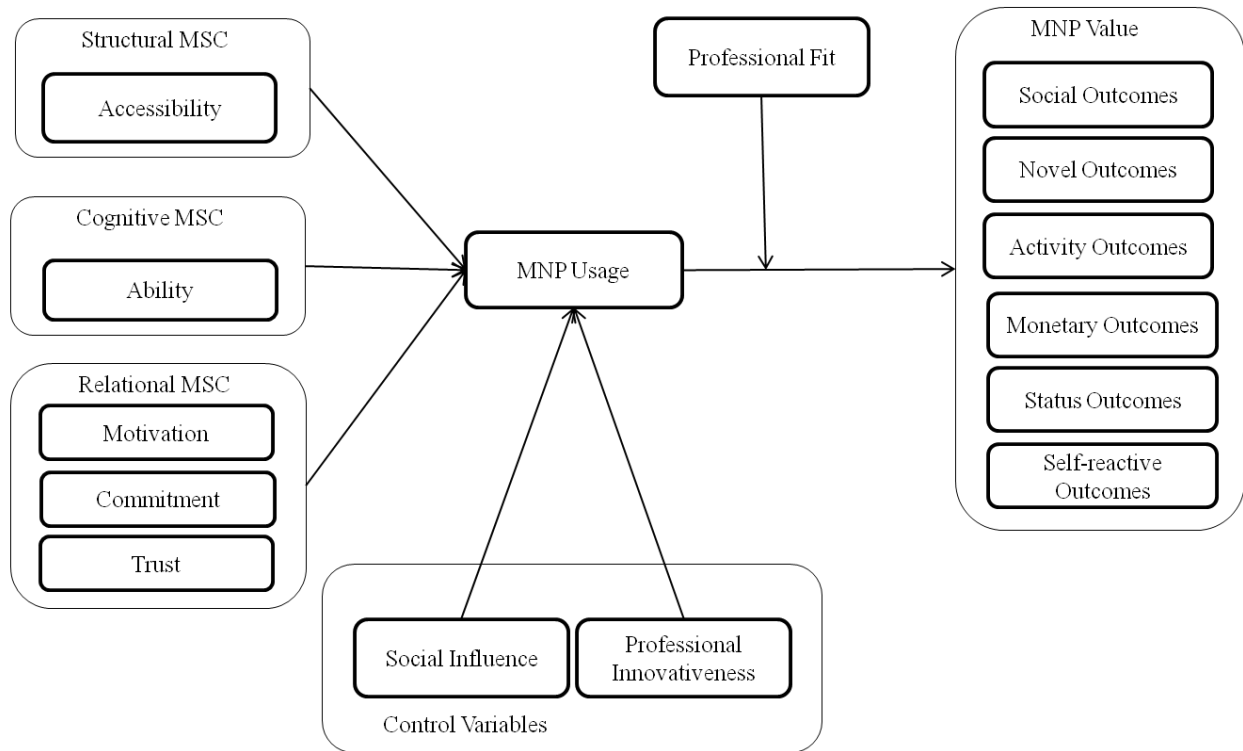 Structural MSC
Accessibility
Cognitive MSC
Ability
Relational MSC
Motivation
Commitment
Trust
MNP Usage
Professional Fit
Social Influence
Professional
Innovativeness
Control Variables
MNP Value
Social Outcomes
Novel Outcomes
Activity Outcomes
Monetary Outcomes
Status Outcomes
Self-reactive
Outcomes